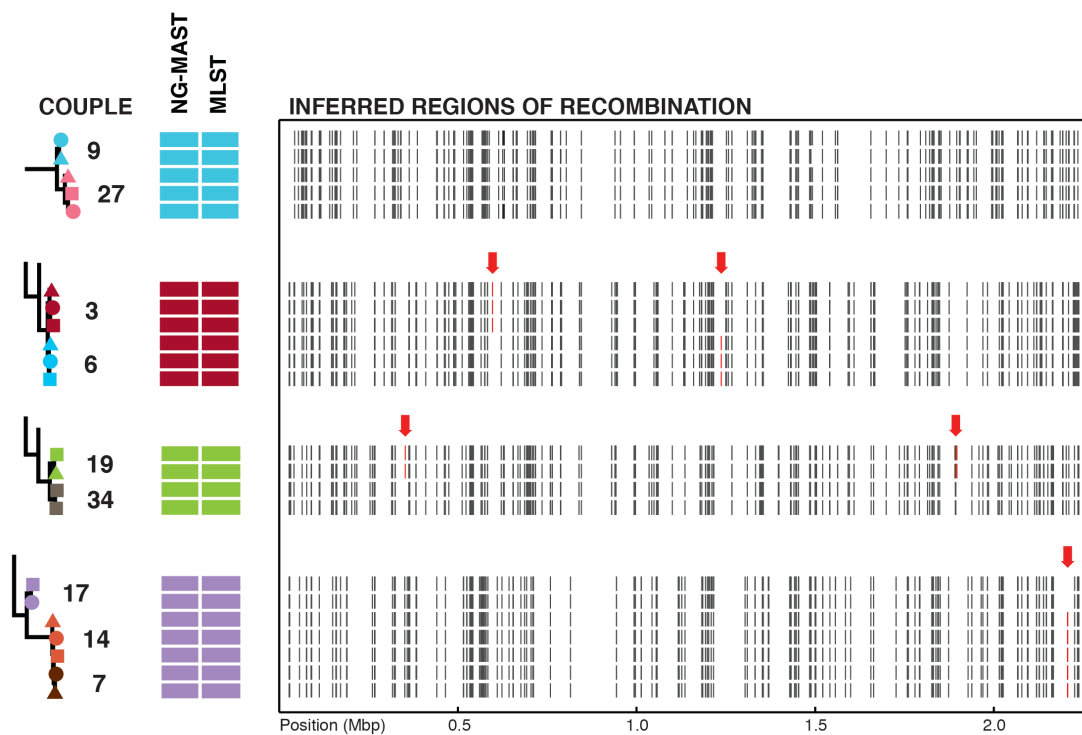 NG-MAST
MLST
COUPLE
INFERRED REGIONS OF RECOMBINATION
9
27
3
6
19
34
17
14
7
Position (Mbp) 0.5 1.0 1.5 2.0